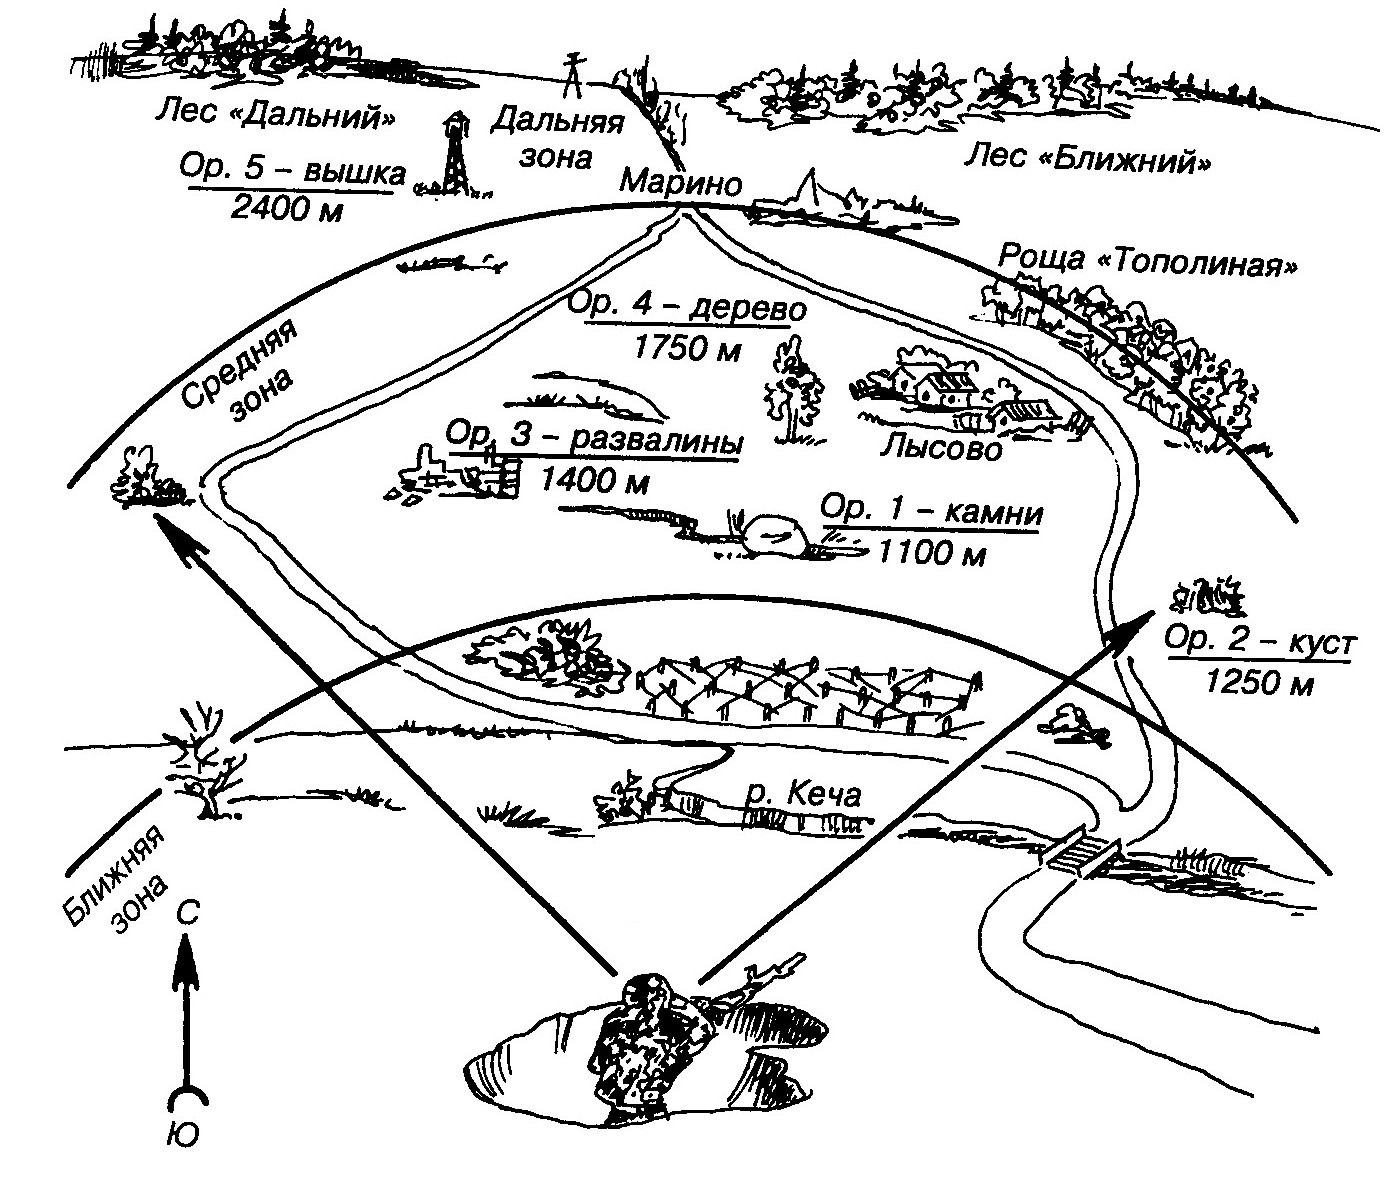 Лес «Дальний»
Дальняя
зона
Лес «Ближний»
Ор. 5 – вышка
2400 м
Марино
Роща «Тополиная»
Ор. 4 – дерево
1750 м
Средняя
зона
Ор. 3 – развалины
1400 м
Лысово
Ор. 1 – камни
1100 м
Ор. 2 – куст
1250 м
р. Кеча
Ближняя
зона
С
Ю